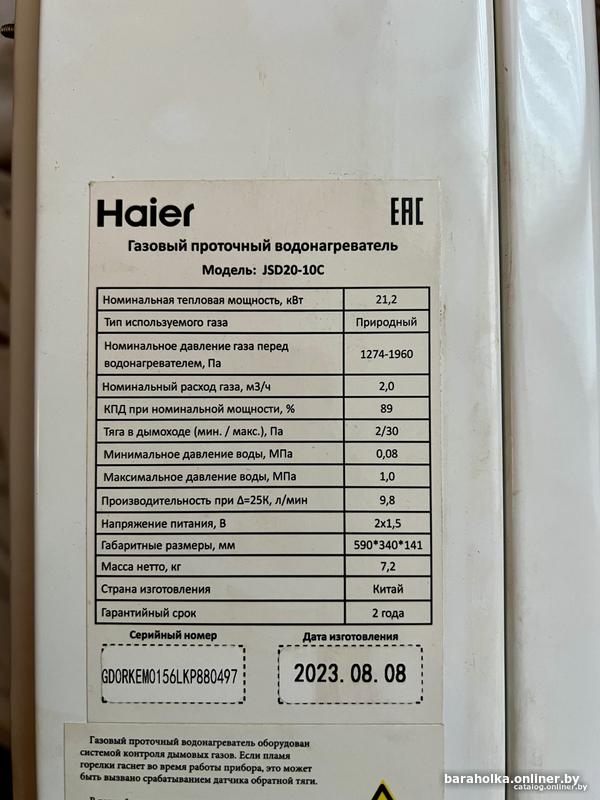 Haier
EAC
Газовый проточный водонагреватель
Модель: JSD20-10C
Номинальная тепловая мощность, кВт 21,2
Тип используемого газа Природный
Номинальное давление газа перед
водонагревателем, Па 1274-1960
Номинальный расход газа, м3/ч 2,0
КПД при номинальной мощности, % 89
Тяга в дымоходе (мин. / макс.), Па 2/30
Минимальное давление воды, МПа 0,08
Максимальное давление воды, МПа 1,0
Производительность при Δ=25К, л/мин 9,8
Напряжение питания, В 2x1,5
Габаритные размеры, мм 590*340*141
Масса нетто, кг 7,2
Страна изготовления Китай
Гарантийный срок 2 года
Серийный номер Дата изготовления
GD0RKEM0156LKP880497 2023.08.08
Газовый проточный водонагреватель оборудован
системой контроля дымовых газов. Если пламя
горелки гаснет во время работы прибора, это может
быть вызвано срабатыванием датчика обратной тяги.
baraholka.onliner.by
catalog.onliner.by